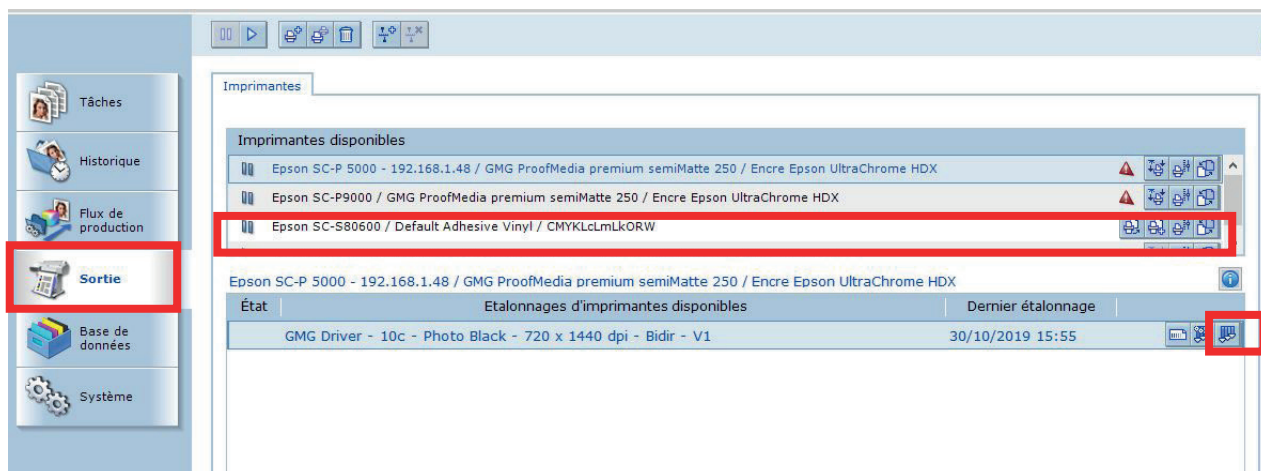 Imprimantes
Tâches
Historique
Flux de
production
Sortie
Base de
données
Système
Imprimantes disponibles
Epson SC-P 5000 - 192.168.1.48 / GMG ProofMedia premium semiMatte 250 / Encre Epson UltraChrome HDX
Epson SC-P9000 / GMG ProofMedia premium semiMatte 250 / Encre Epson UltraChrome HDX
Epson SC-S80600 / Default Adhesive Vinyl / CMYKLcLmLkORW
Epson SC-P 5000 - 192.168.1.48 / GMG ProofMedia premium semiMatte 250 / Encre Epson UltraChrome HDX
État Etalonnages d'imprimantes disponibles Dernier étalonnage
GMG Driver - 10c - Photo Black - 720 x 1440 dpi - Bidir - V1 30/10/2019 15:55